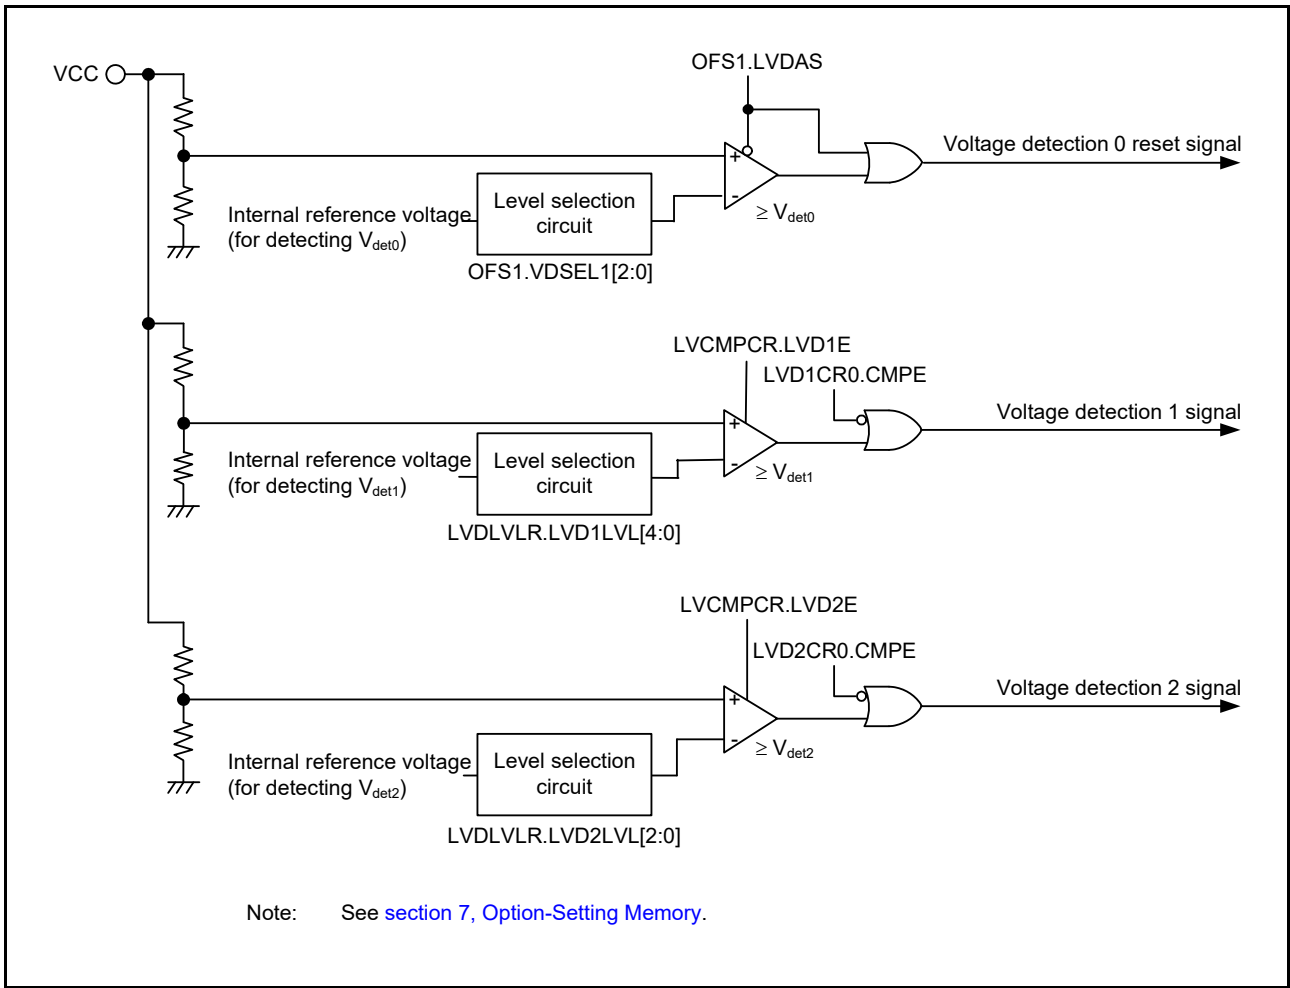 OFS1.LVDAS
VCC
Voltage detection 0 reset signal
+
-
Level selection
circuit
≥ Vdet0
Internal reference voltage
(for detecting Vdet0)
OFS1.VDSEL1[2:0]
LVCMPCR.LVD1E
LVD1CR0.CMPE
Voltage detection 1 signal
+
-
Level selection
circuit
≥ Vdet1
Internal reference voltage
(for detecting Vdet1)
LVDLVLR.LVD1LVL[4:0]
LVCMPCR.LVD2E
LVD2CR0.CMPE
Voltage detection 2 signal
+
-
Level selection
circuit
≥ Vdet2
Internal reference voltage
(for detecting Vdet2)
LVDLVLR.LVD2LVL[2:0]
Note: See section 7, Option-Setting Memory.